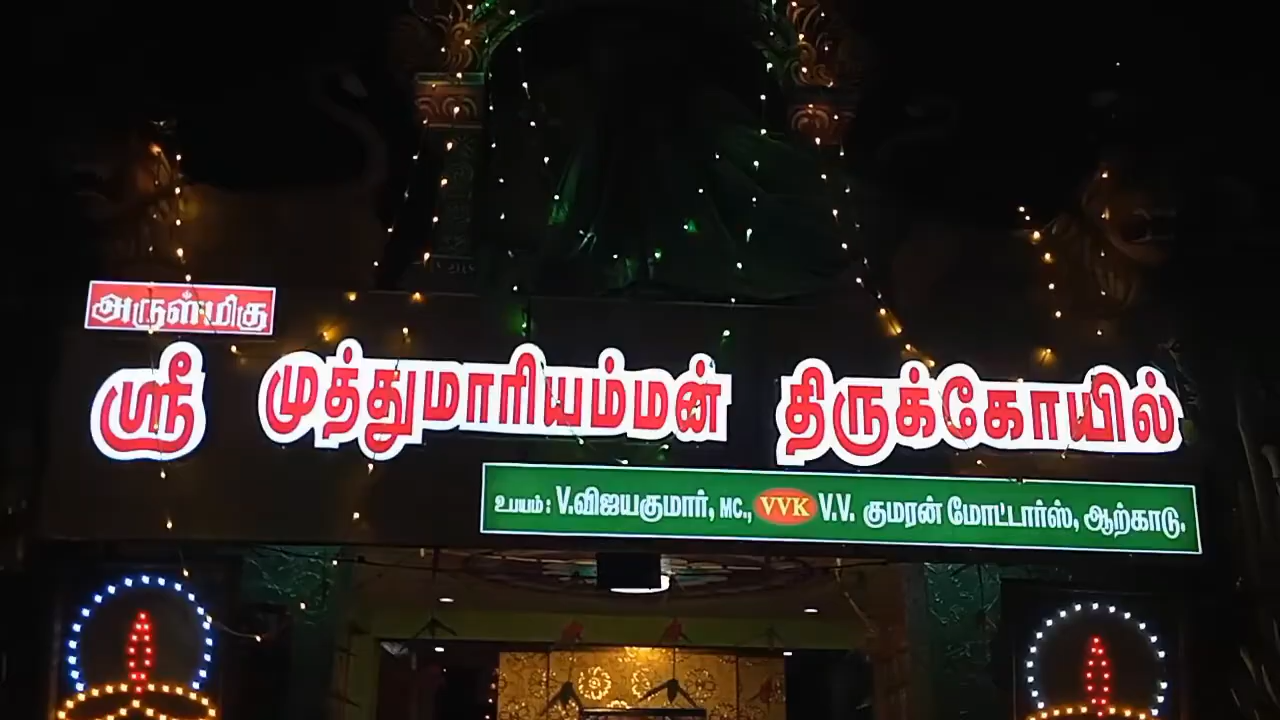 அருள்மிகு
ஸ்ரீ முத்துமாரியம்மன் திருக்கோயில்
உபயம் : V.விஜயகுமார், MC., VVK V.V. குமரன் மோட்டார்ஸ், ஆற்காடு.